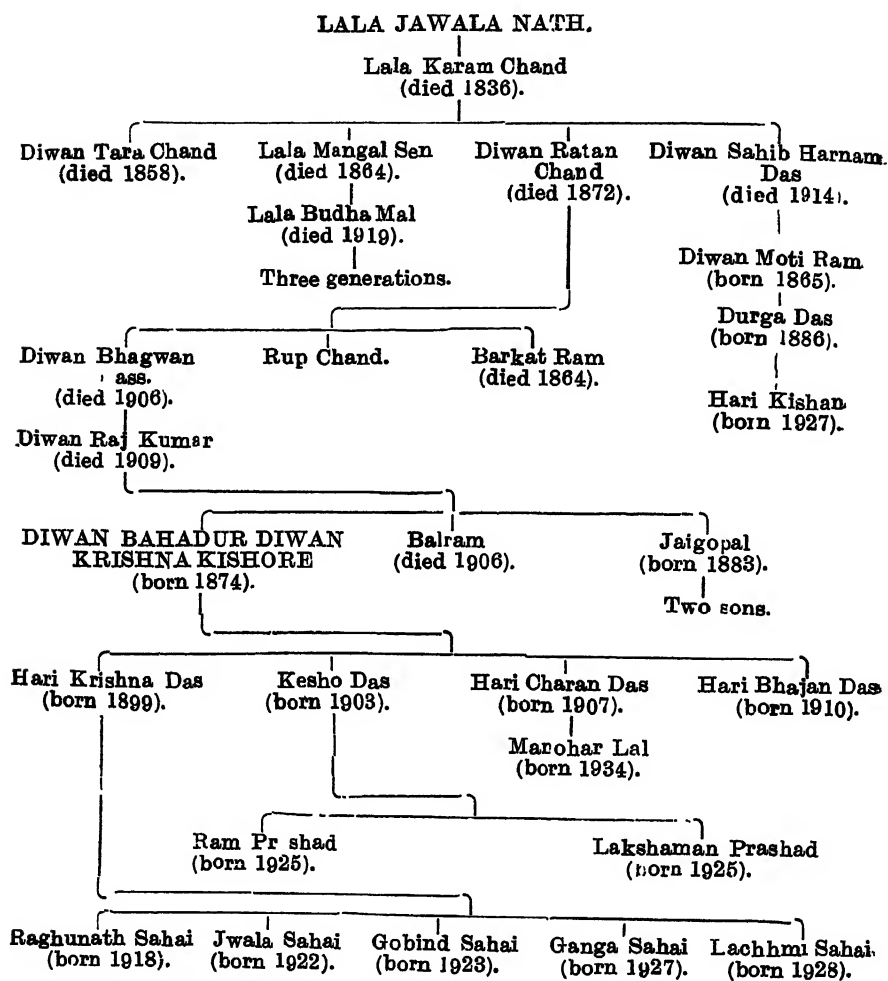 LALA JAWALA NATH.
Lala Karam Chand
(died 1836).
Diwan Tara Chand
(died 1858).
Lala Mangal Sen
(died 1864).
Diwan Ratan
Chand
(died 1872).
Diwan Sahib Harnam
Das
(died 1914).
Lala Budha Mal
(died 1919).
Three generations.
Diwan Moti Ram
(born 1865).
Durga Das
(born 1886).
Hari Kishan
(born 1927).
Diwan Bhagwan
ass.
(died 1906).
Rup Chand.
Barkat Ram
(died 1864).
Diwan Raj Kumar
(died 1909).
DIWAN BAHADUR DIWAN
KRISHNA KISHORE
(born 1874).
Balram
(died 1906).
Jaigopal
(born 1883).
Two sons.
Hari Krishna Das
(born 1899).
Kesho Das
(born 1903).
Hari Charan Das
(born 1907).
Hari Bhajan Das
(born 1910).
Manohar Lal
(born 1934).
Ram Pr shad
(born 1925).
Lakshaman Prashad
(born 1925).
Raghunath Sahai
(born 1918).
Jwala Sahai
(born 1922).
Gobind Sahai
(born 1923).
Ganga Sahai
(born 1927).
Lachhmi Sahai.
(born 1928).